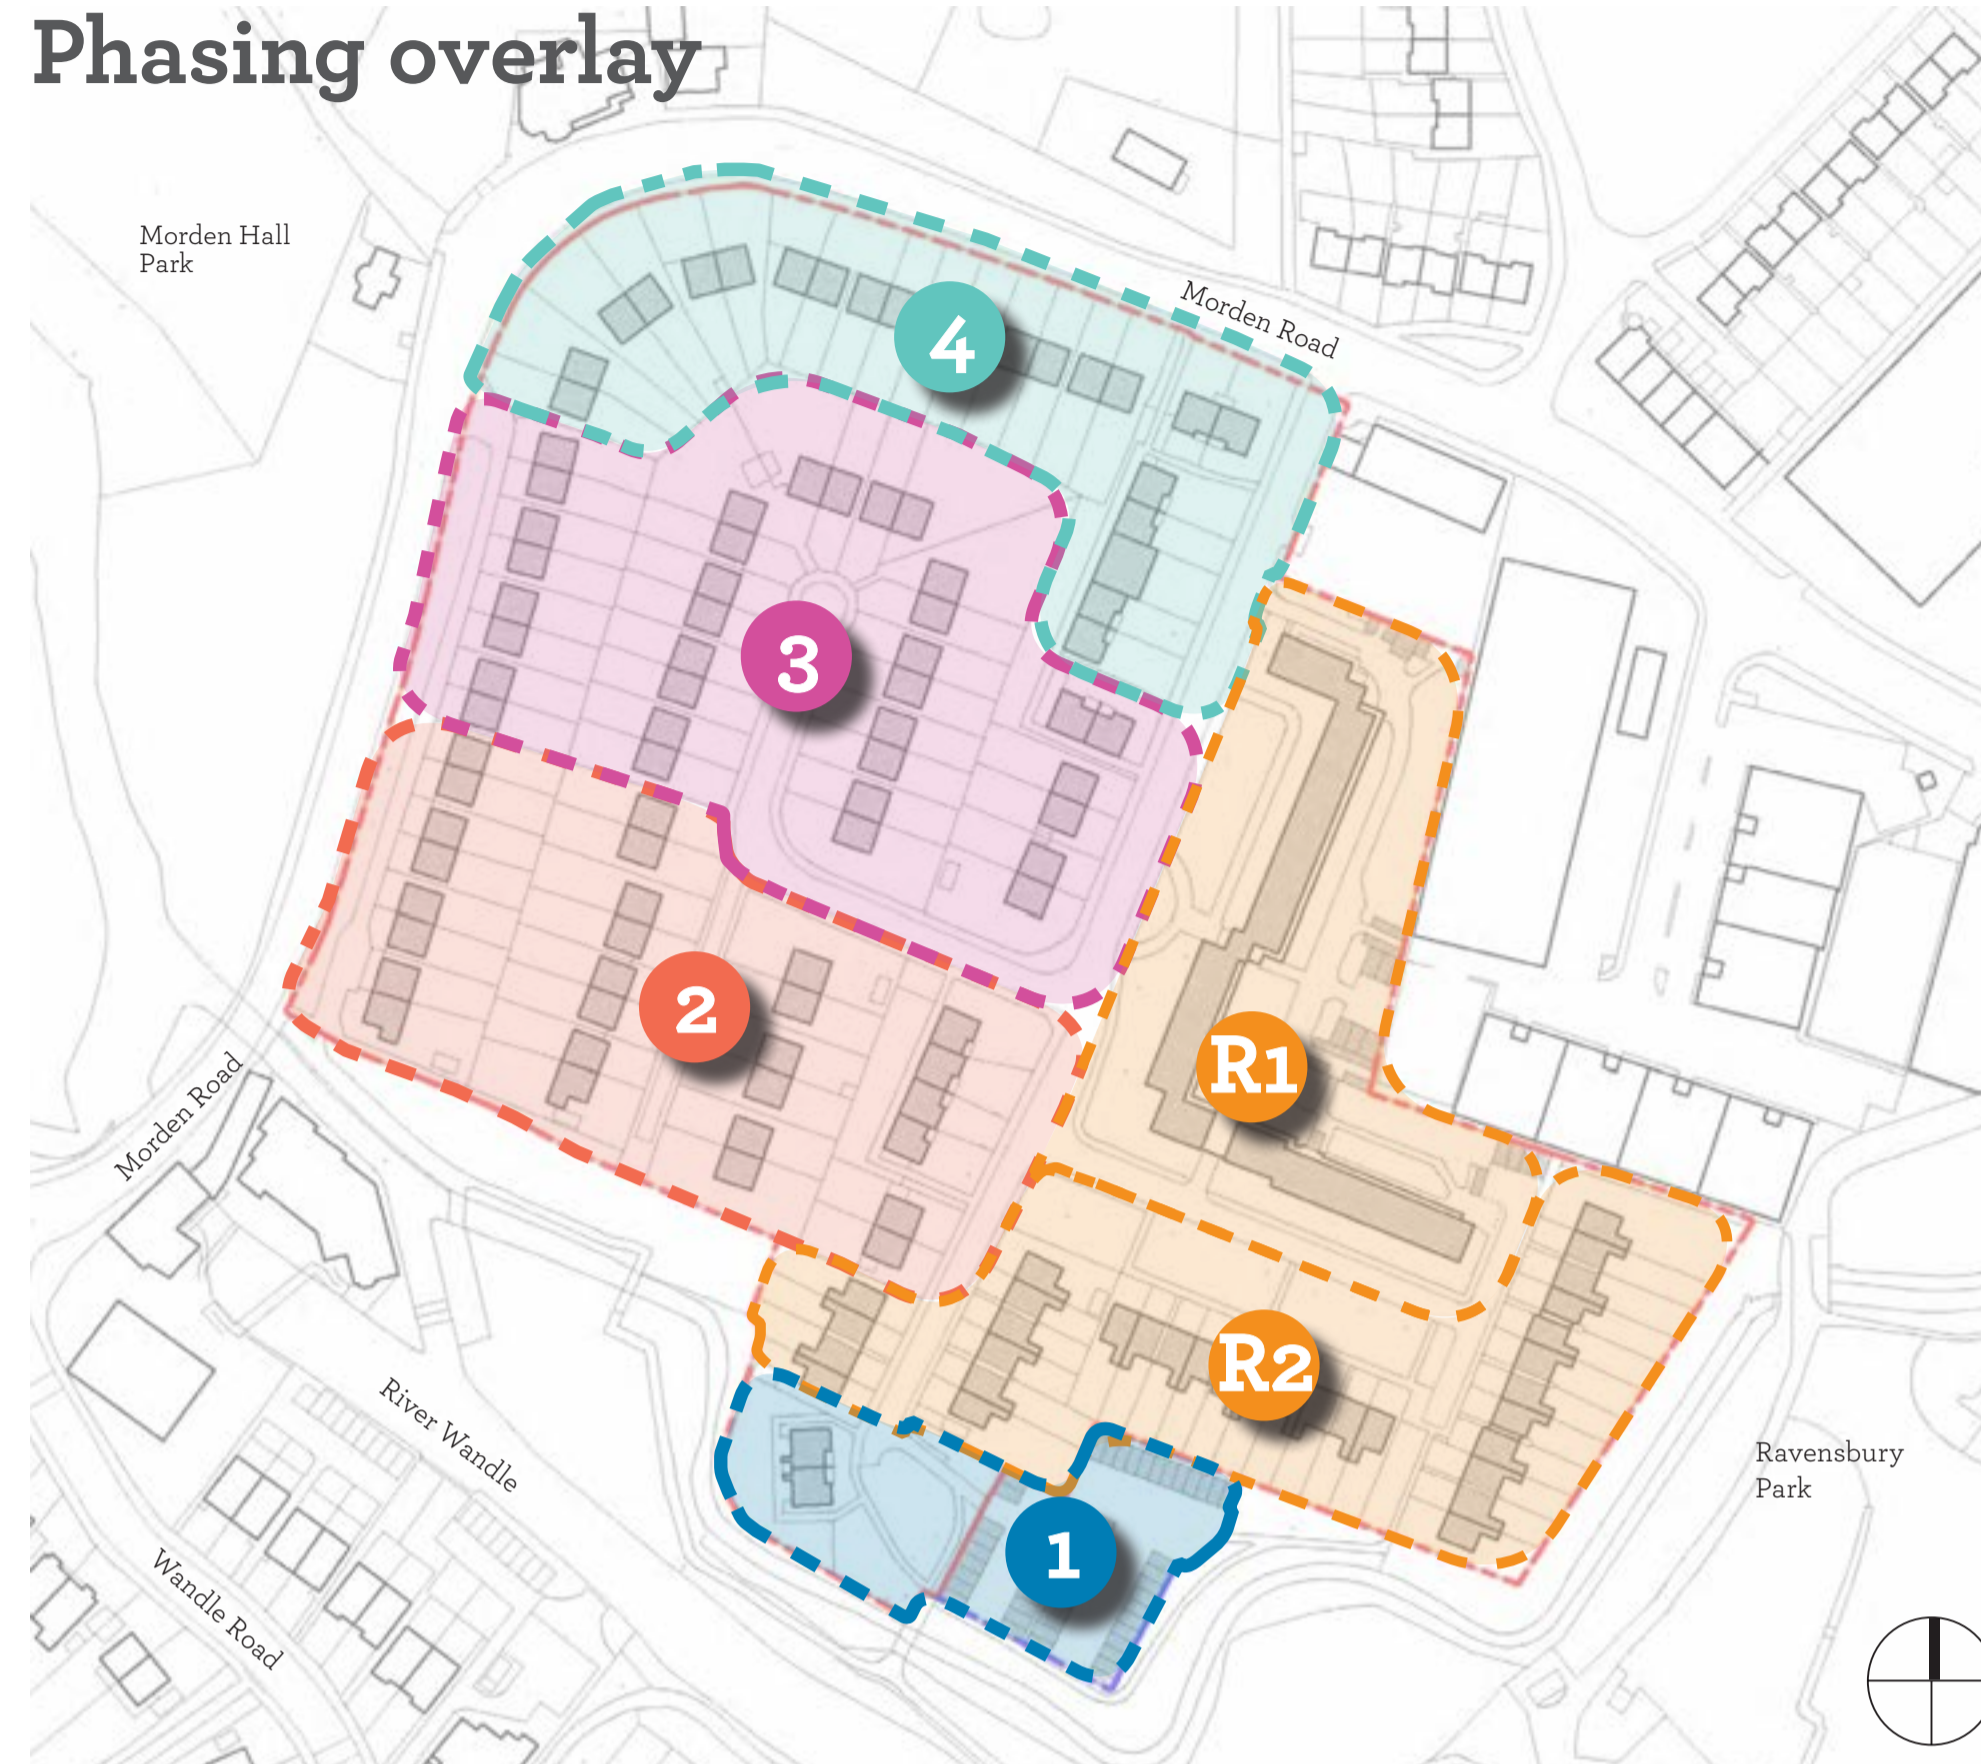 Phasing overlay
Morden Hall
Park
Morden Road
4
3
2
R1
Morden Road
R2
River Wandle
Ravensbury
Park
1
Wandle Road